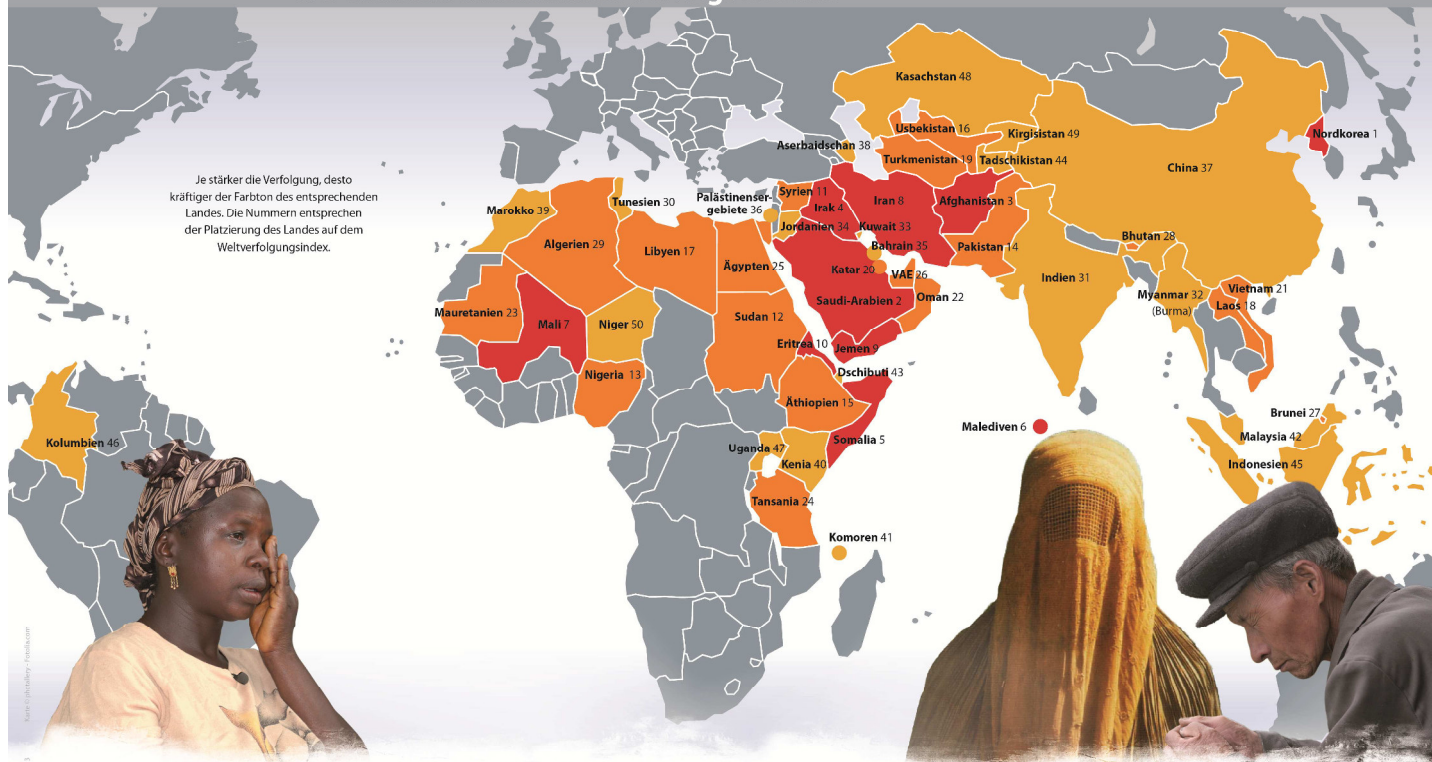 Je stärker die Verfolgung, desto
kräftiger der Farbton des entsprechenden
Landes. Die Nummern entsprechen
der Platzierung des Landes auf dem
Weltverfolgungsindex.
Kasachstan 48
Usbekistan 16
Kirgisistan 49
Nordkorea 1
Aserbaidschan 38
Turkmenistan 19
Tadschikistan 44
China 37
Syrien 11
Palästinenser-
gebiete 36
Irak 4
Iran 8
Afghanistan 3
Marokko 39
Tunesien 30
Jordanien 34
Kuwait 33
Algerien 29
Libyen 17
Ägypten 25
Bahrain 35
Pakistan 14
Bhutan 28
Katar 20
VAE 26
Indien 31
Saudi-Arabien 2
Oman 22
Myanmar 32
(Burma)
Vietnam 21
Laos 18
Mauretanien 23
Mali 7
Niger 50
Sudan 12
Eritrea 10
Jemen 9
Nigeria 13
Dschibuti 43
Äthiopien 15
Somalia 5
Malediven 6
Brunei 27
Malaysia 42
Indonesien 45
Kolumbien 46
Uganda 47
Kenia 40
Tansania 24
Komoren 41